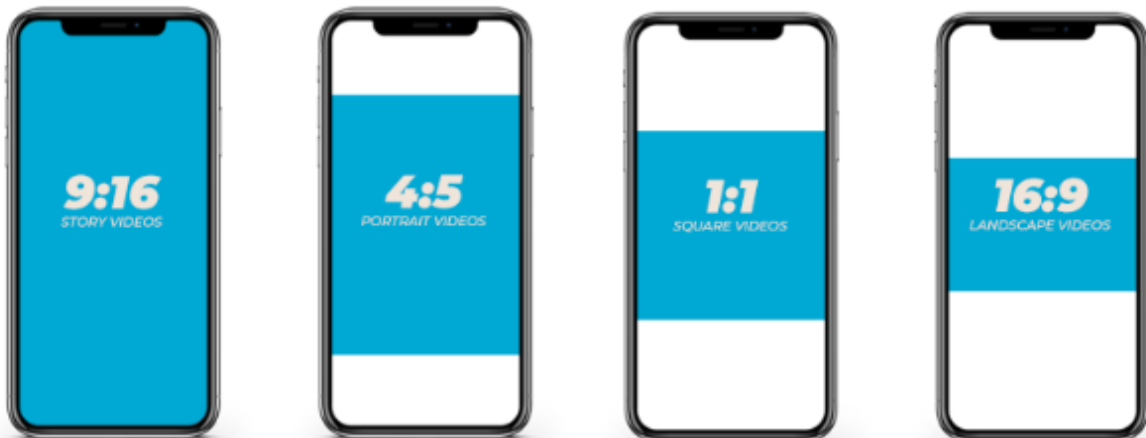 9:16
STORY VIDEOS
4:5
PORTRAIT VIDEOS
1:1
SQUARE VIDEOS
16:9
LANDSCAPE VIDEOS